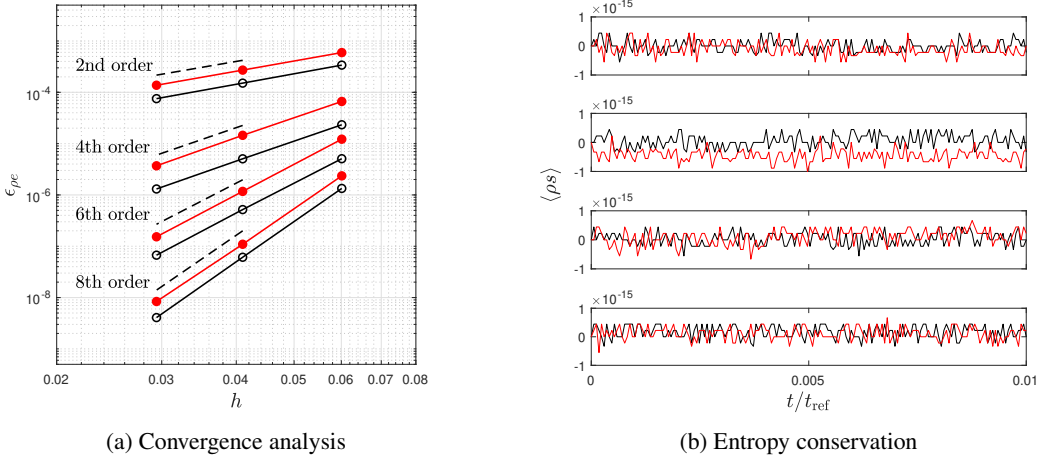 2nd order
4th order
6th order
8th order
10^-4
10^-6
10^-8
ϵ_ρe
0.02 0.03 0.04 0.05 0.06 0.07 0.08
h
(a) Convergence analysis
×10^-15
1
0
-1
×10^-15
1
0
-1
×10^-15
1
0
-1
×10^-15
1
0
-1
⟨ρs⟩
0 0.005 0.01
t/t_ref
(b) Entropy conservation